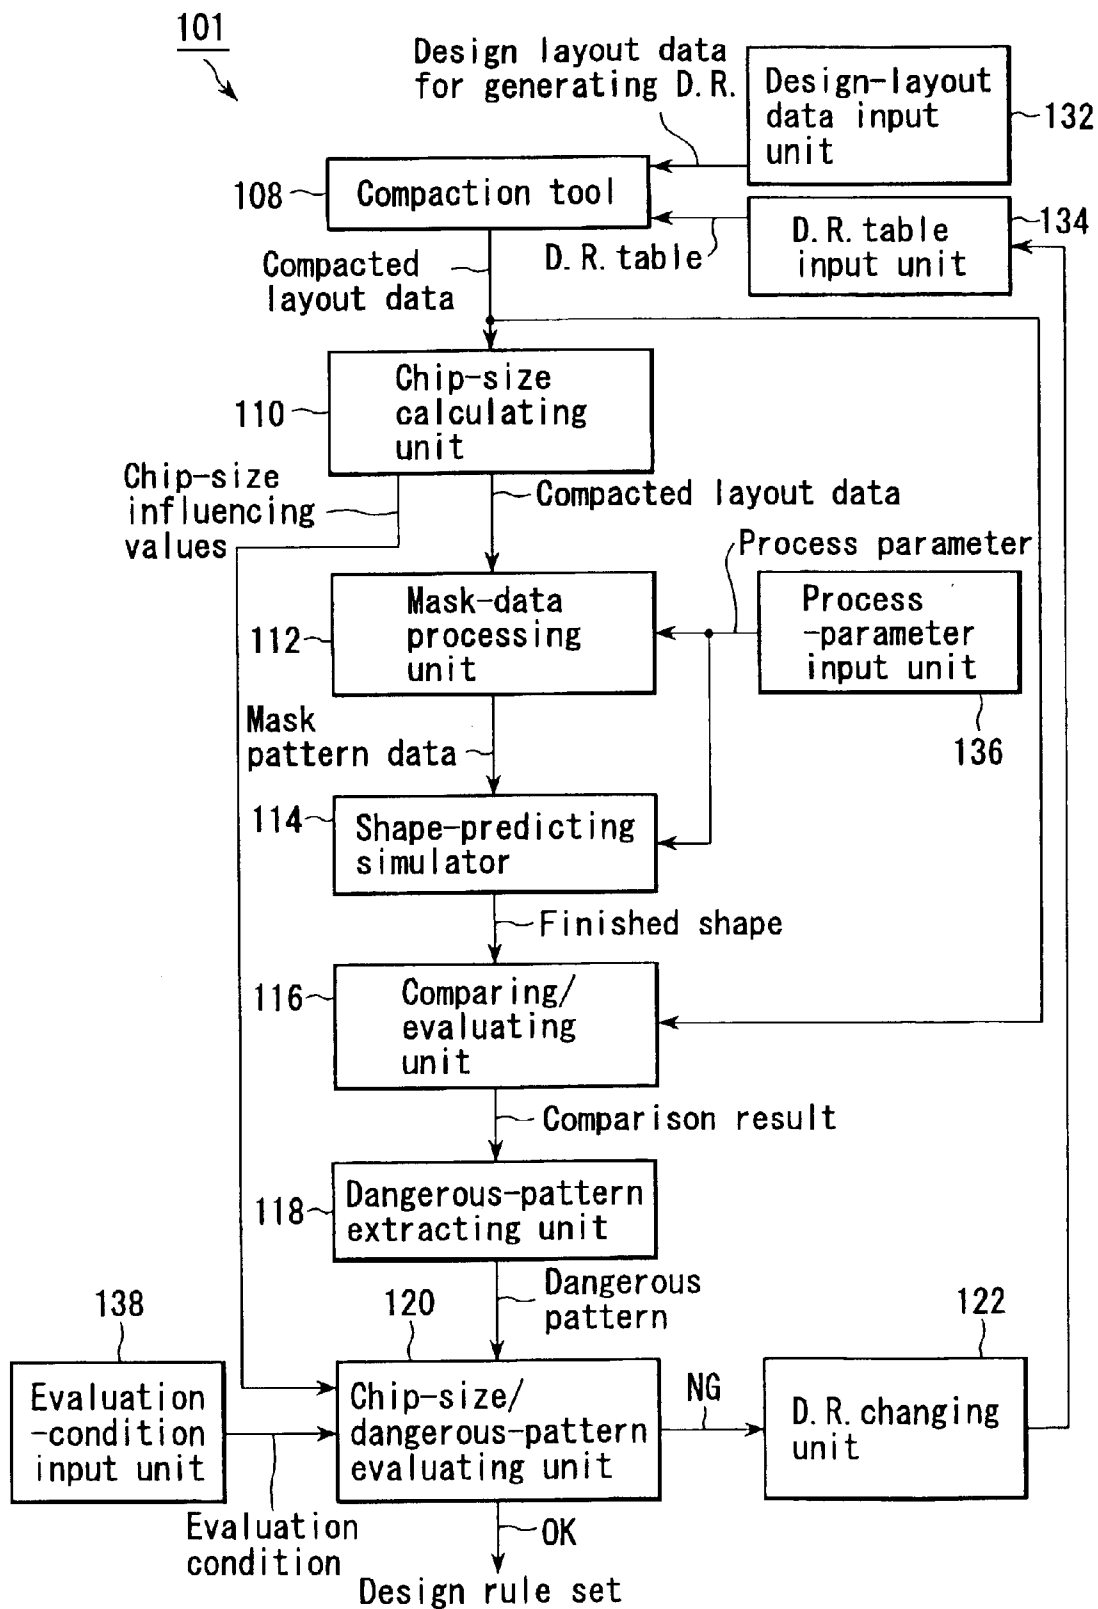 101
Design layout data
for generating D.R.
Design-layout
data input
unit
132
108
Compaction tool
134
D.R. table
input unit
D.R. table
Compacted
layout data
110
Chip-size
calculating
unit
Chip-size
influencing
values
Compacted layout data
Process parameter
112
Mask-data
processing
unit
Process
-parameter
input unit
136
Mask
pattern data
114
Shape-predicting
simulator
Finished shape
116
Comparing/
evaluating
unit
Comparison result
118
Dangerous-pattern
extracting unit
Dangerous
pattern
138
120
122
Evaluation
-condition
input unit
Chip-size/
dangerous-pattern
evaluating unit
NG
D.R. changing
unit
Evaluation
condition
OK
Design rule set